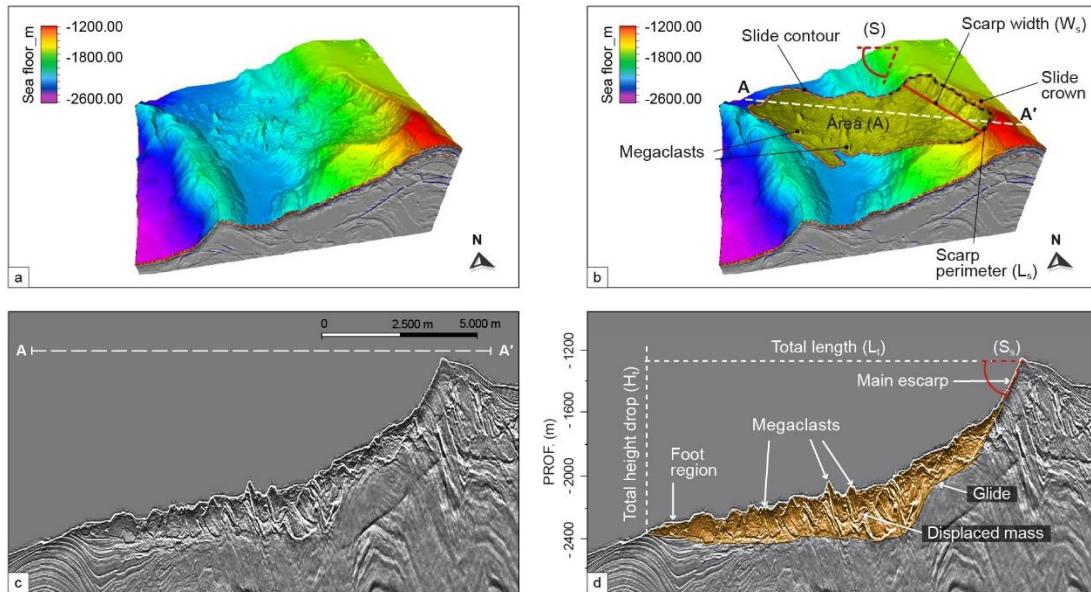 Sea floor_m
-1200.00
-1800.00
-2600.00
N
a
Sea floor_m
-1200.00
-1800.00
-2600.00
Slide contour
(S)
Scarp width (Ws)
Slide
crown
A
A'
Área (A)
Megaclasts
Scarp
perimeter (Ls)
N
b
0 2.500 m 5.000 m
A A'
c
PROF. (m)
- 1200
- 1600
- 2000
- 2400
Total height drop (Ht)
Total length (Lt)
(Ss)
Main escarp
Megaclasts
Foot
region
Glide
Displaced mass
d